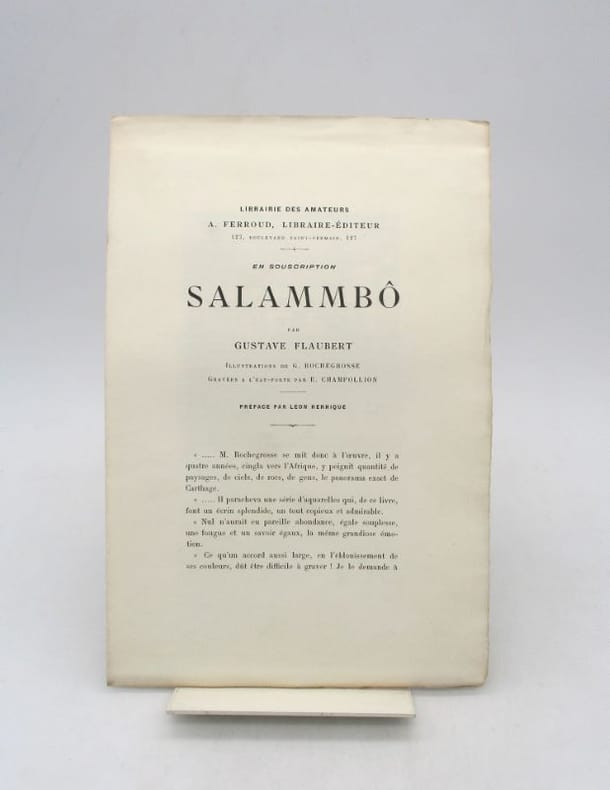 LIBRAIRIE DES AMATEURS
A. FERROUD, LIBRAIRE-ÉDITEUR
127, BOULEVARD SAINT-GERMAIN, 127
EN SOUSCRIPTION
SALAMMBÔ
PAR
GUSTAVE FLAUBERT
ILLUSTRATIONS DE G. ROCHEGROSSE
GRAVÉES A L'EAU-FORTE PAR E. CHAMPOLLION
PRÉFACE PAR LÉON HENNIQUE
« ..... M. Rochegrosse se mit donc à l'œuvre, il y a
quatre années, cingla vers l'Afrique, y peignit quantité de
paysages, de ciels, de rocs, de gens, le panorama exact de
Carthage.
« ..... Il paracheva une série d'aquarelles qui, de ce livre,
font un écrin splendide, un tout copieux et admirable.
« Nul n'aurait eu pareille abondance, égale souplesse,
une fougue et un savoir égaux, la même grandiose émo-
tion.
« Ce qu'un accord aussi large, en l'éblouissement de
ses couleurs, dût être difficile à graver ! Je le demande à